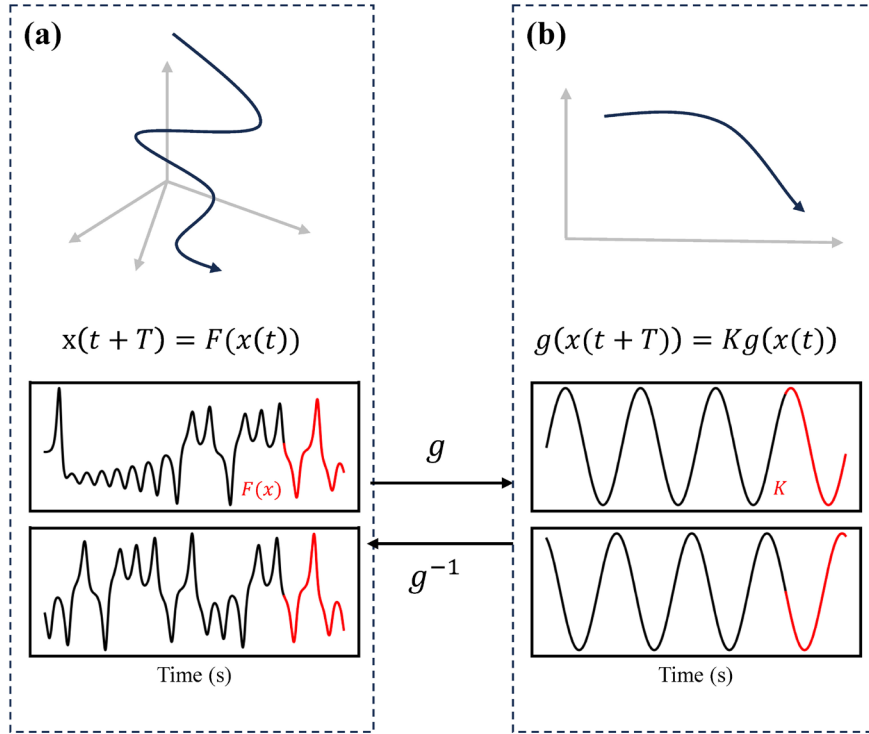 (a)
x(t + T) = F(x(t))
F(x)
Time (s)
g
g⁻¹
(b)
g(x(t + T)) = Kg(x(t))
K
Time (s)